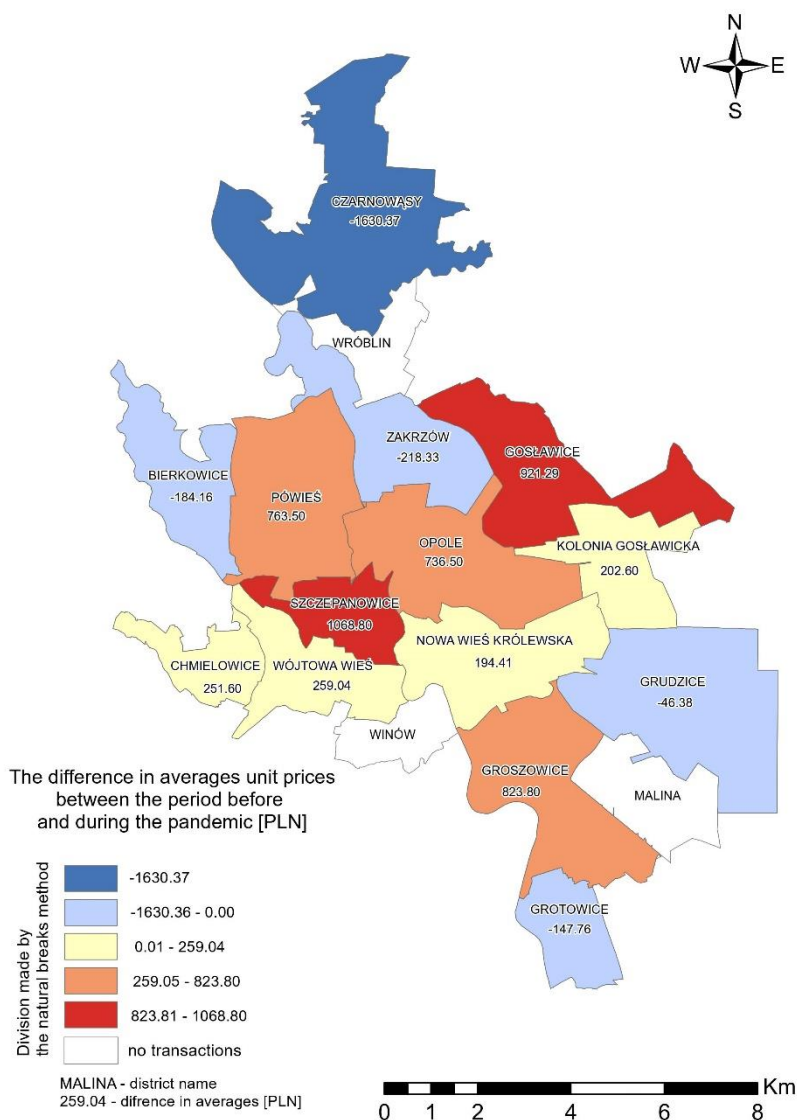 N
W E
S
CZARNOWĄSY
-1630.37
WRÓBLIN
ZAKRZÓW
-218.33
GOSŁAWICE
921.29
BIERKOWICE
-184.16
PÓWIEŚ
763.50
OPOLE
736.50
KOLONIA GOSŁAWICKA
202.60
SZCZEPANOWICE
1068.80
NOWA WIEŚ KRÓLEWSKA
194.41
CHMIELOWICE
251.60
WÓJTOWA WIEŚ
259.04
GRUDZICE
-46.38
WINÓW
GROSZOWICE
823.80
MALINA
GROTOWICE
-147.76
The difference in averages unit prices
between the period before
and during the pandemic [PLN]
Division made by
the natural breaks method
-1630.37
-1630.36 - 0.00
0.01 - 259.04
259.05 - 823.80
823.81 - 1068.80
no transactions
MALINA - district name
259.04 - difrence in averages [PLN]
Km
0 1 2 4 6 8